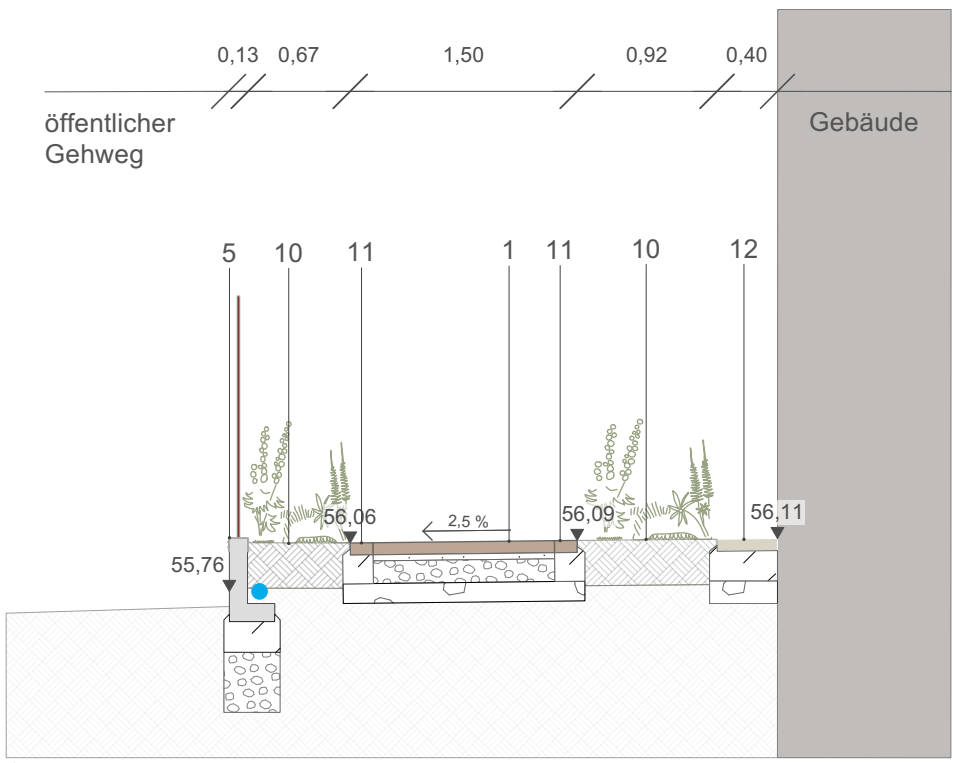 0,13 0,67 1,50 0,92 0,40
öffentlicher
Gehweg
Gebäude
5 10 11 1 11 10 12
56,06 2,5 % 56,09 56,11
55,76